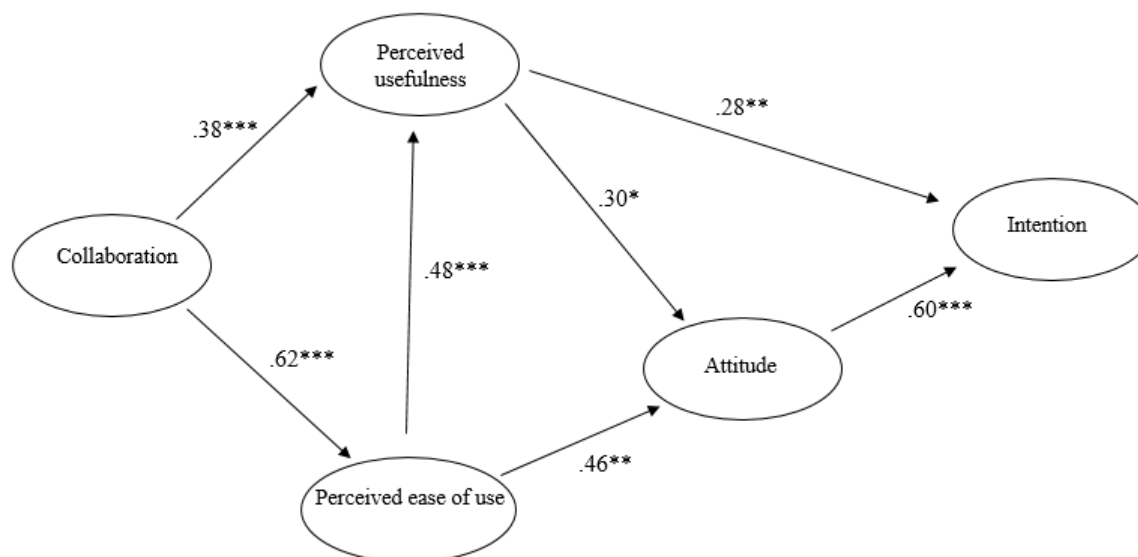 Perceived
usefulness
.28**
.38***
.30*
Intention
Collaboration
.48***
.60***
.62***
Attitude
.46**
Perceived ease of use